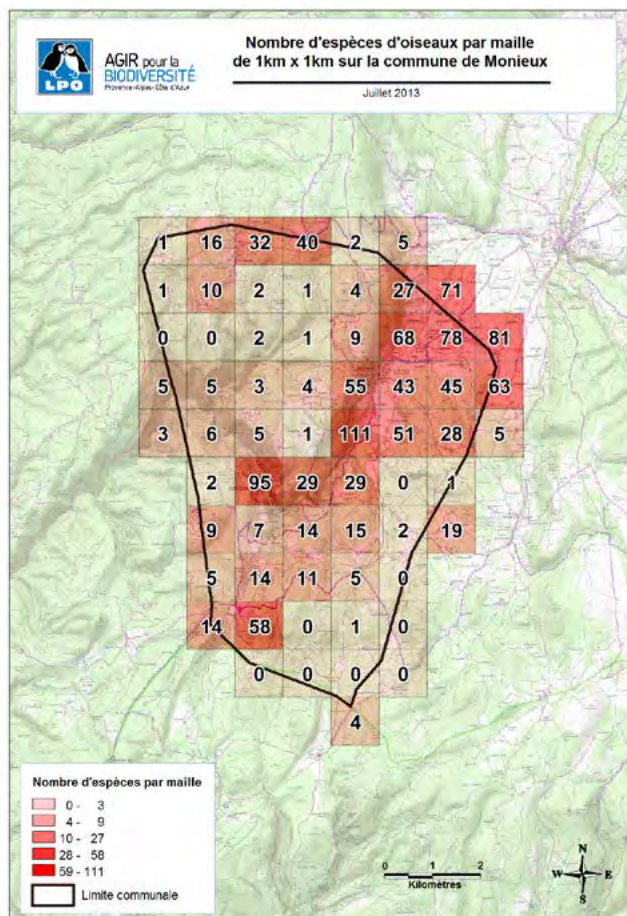 LPO
AGIR pour la
BIODIVERSITÉ
Provence-Alpes-Côte d'Azur
Nombre d'espèces d'oiseaux par maille
de 1km x 1km sur la commune de Monieux
Juillet 2013
1 16 32 40 2 5
1 10 2 1 4 27 71
0 0 2 1 9 68 78 81
5 5 3 4 55 43 45 63
3 6 5 1 111 51 28 5
2 95 29 29 0 1
9 7 14 15 2 19
5 14 11 5 0
14 58 0 1 0
0 0 0 0
4
Nombre d'espèces par maille
0 - 3
4 - 9
10 - 27
28 - 58
59 - 111
Limite communale
0 1 2
Kilomètres
N
W E
S